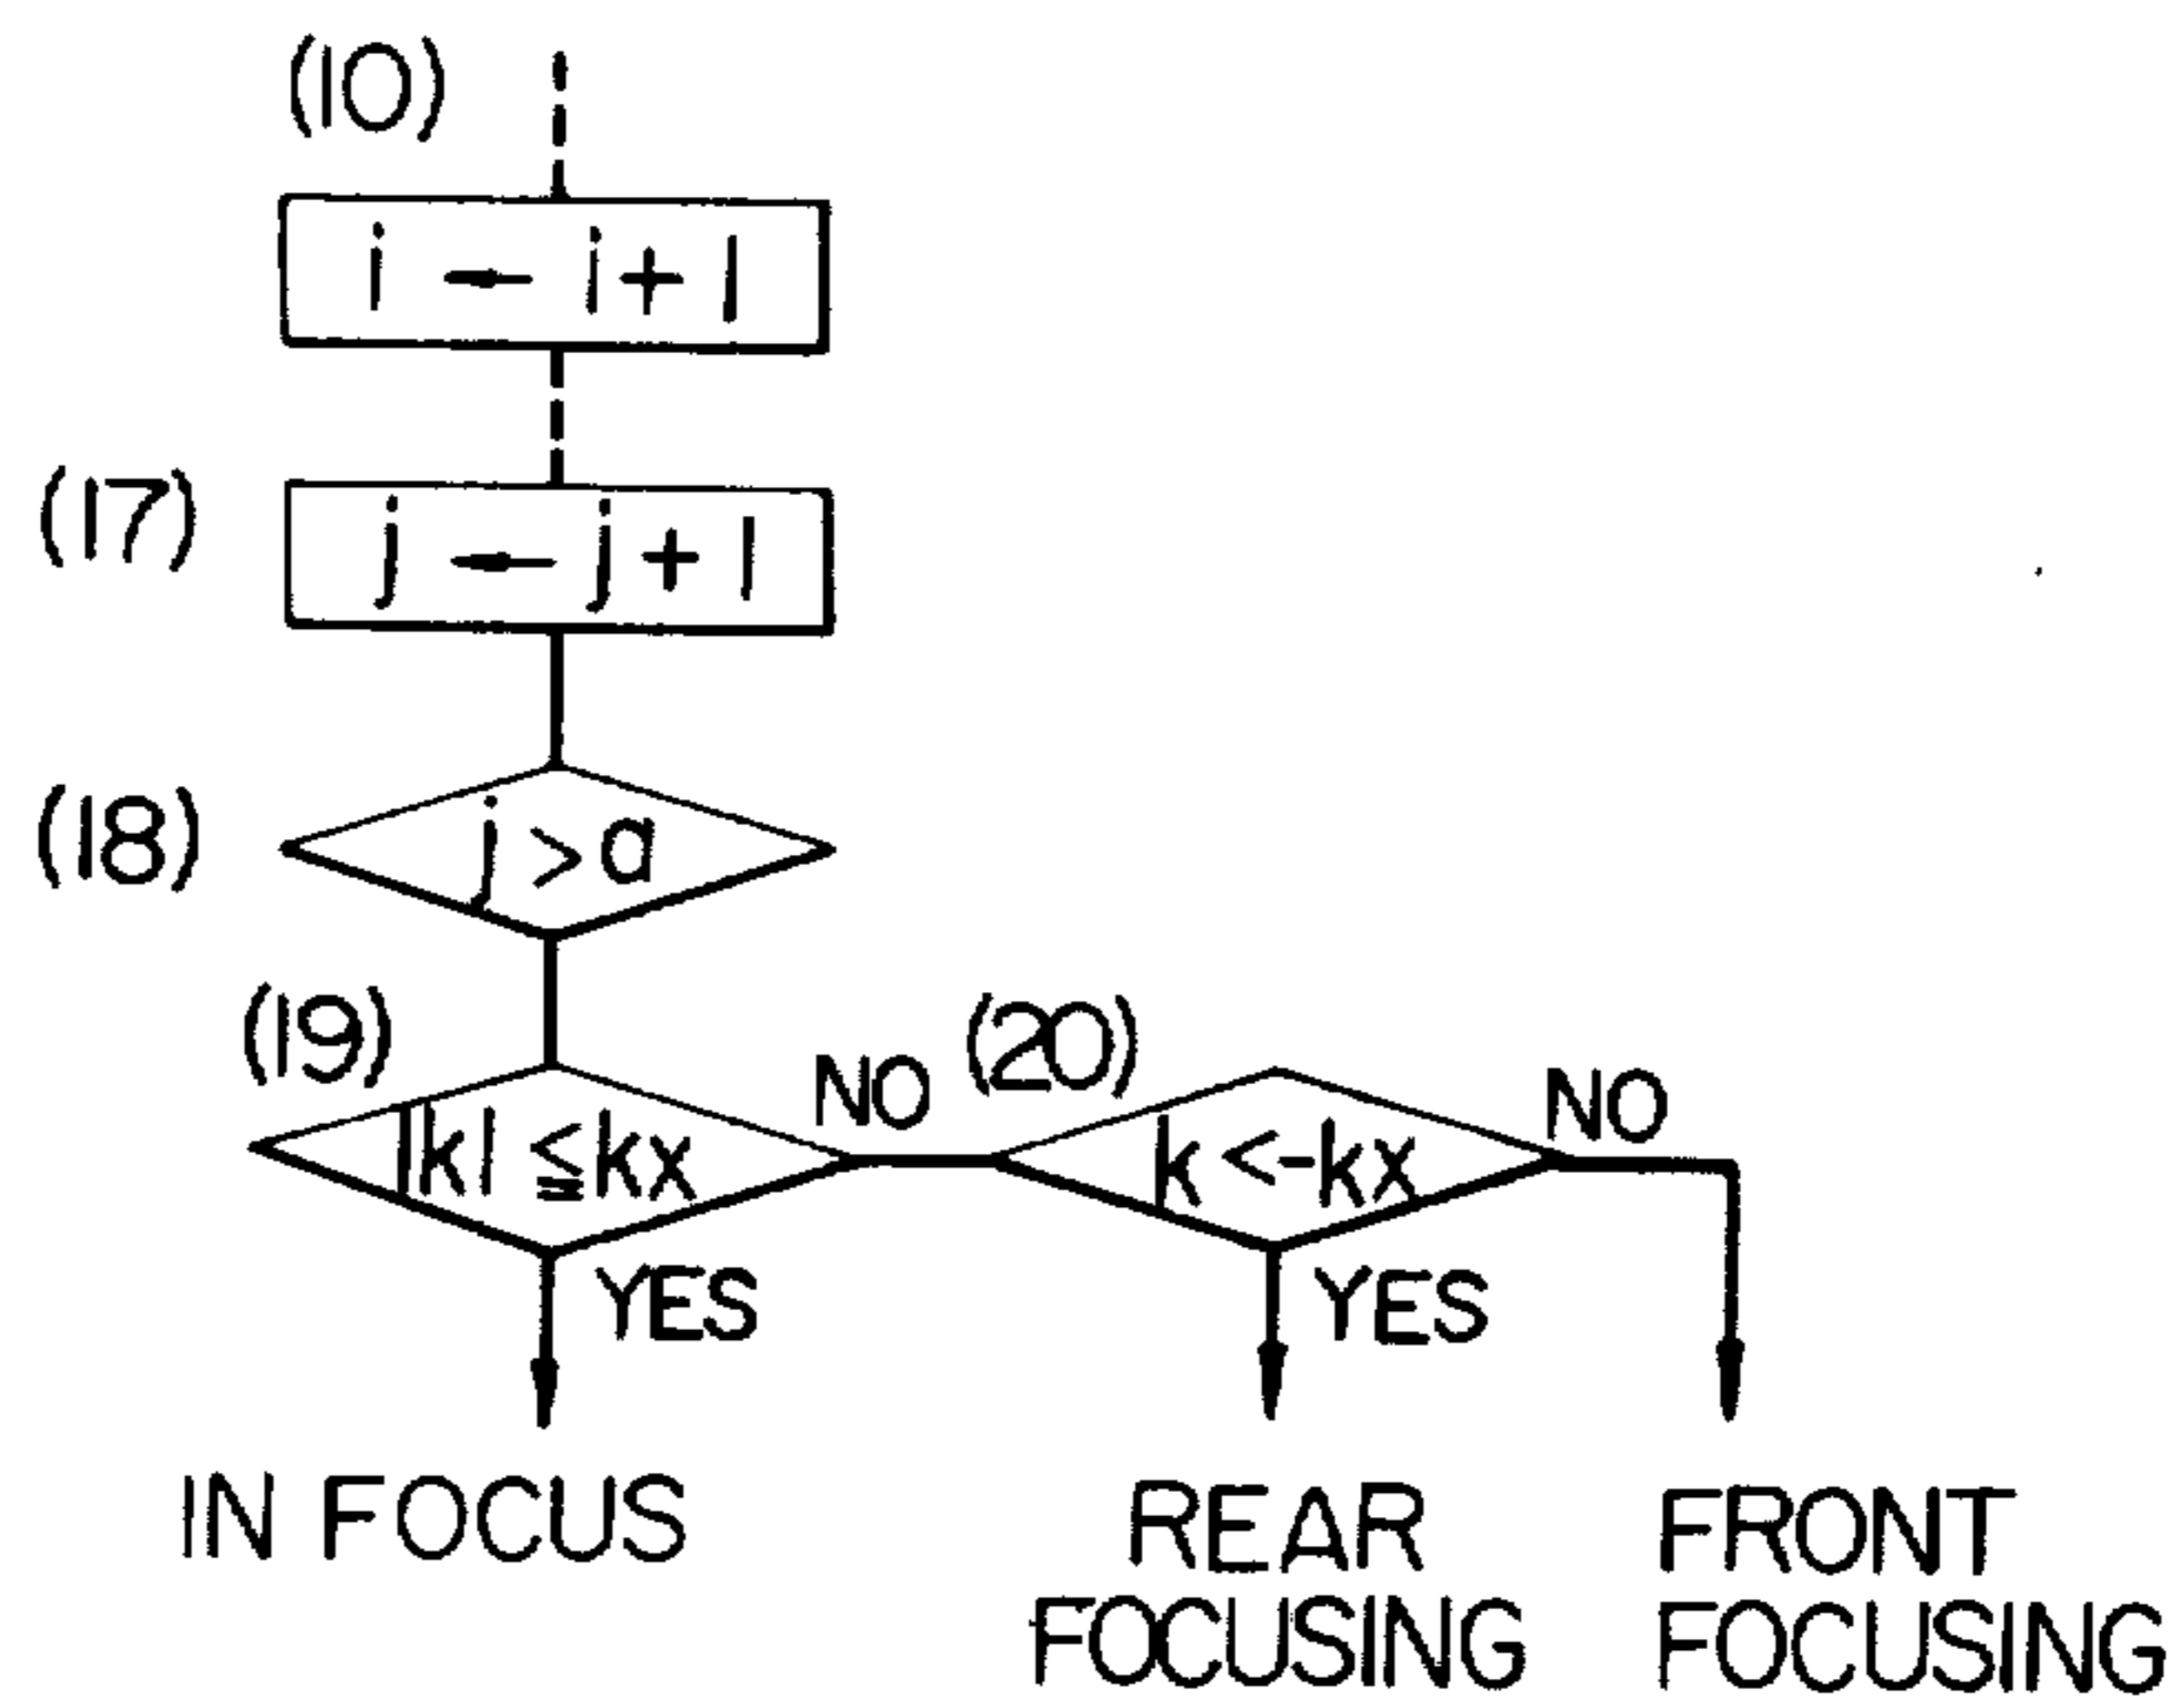 (10)
i ← i + 1
(17)
j ← j + 1
(18)
j > a
(19)
|k| ≦ kx
NO
(20)
k < -kx
NO
YES
YES
IN FOCUS
REAR
FOCUSING
FRONT
FOCUSING